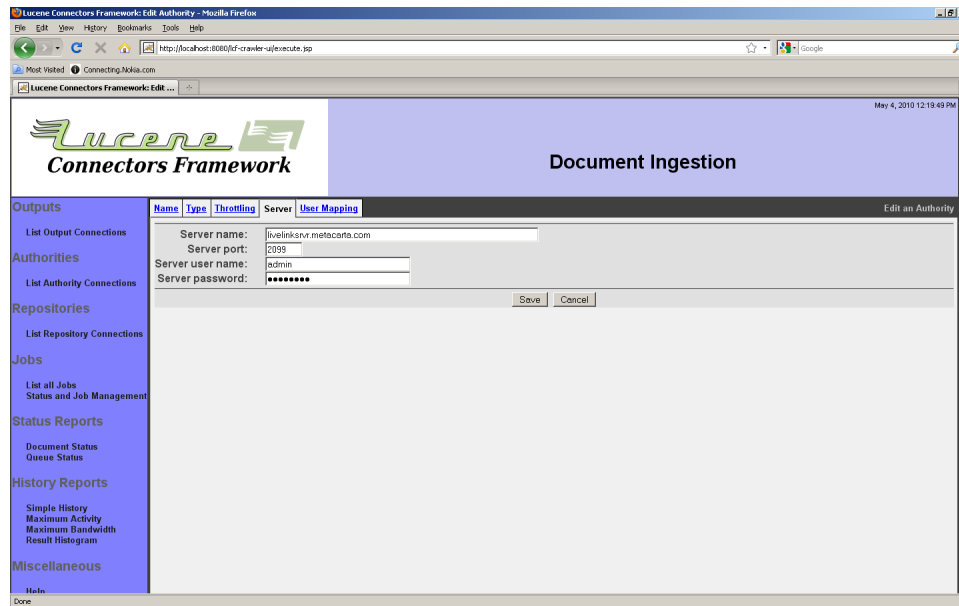 Lucene Connectors Framework: Edit Authority - Mozilla Firefox
File Edit View History Bookmarks Tools Help
http://localhost:8080/lcf-crawler-ui/execute.jsp
Google
Most Visited Connecting.Nokia.com
Lucene Connectors Framework: Edit ...
May 4, 2010 12:19:49 PM
Lucene
Connectors Framework
Document Ingestion
Outputs
List Output Connections
Authorities
List Authority Connections
Repositories
List Repository Connections
Jobs
List all Jobs
Status and Job Management
Status Reports
Document Status
Queue Status
History Reports
Simple History
Maximum Activity
Maximum Bandwidth
Result Histogram
Miscellaneous
Help
Name Type Throttling Server User Mapping
Edit an Authority
Server name: livelinksrvr.metacarta.com
Server port: 2099
Server user name: admin
Server password: ••••••••
Save Cancel
Done